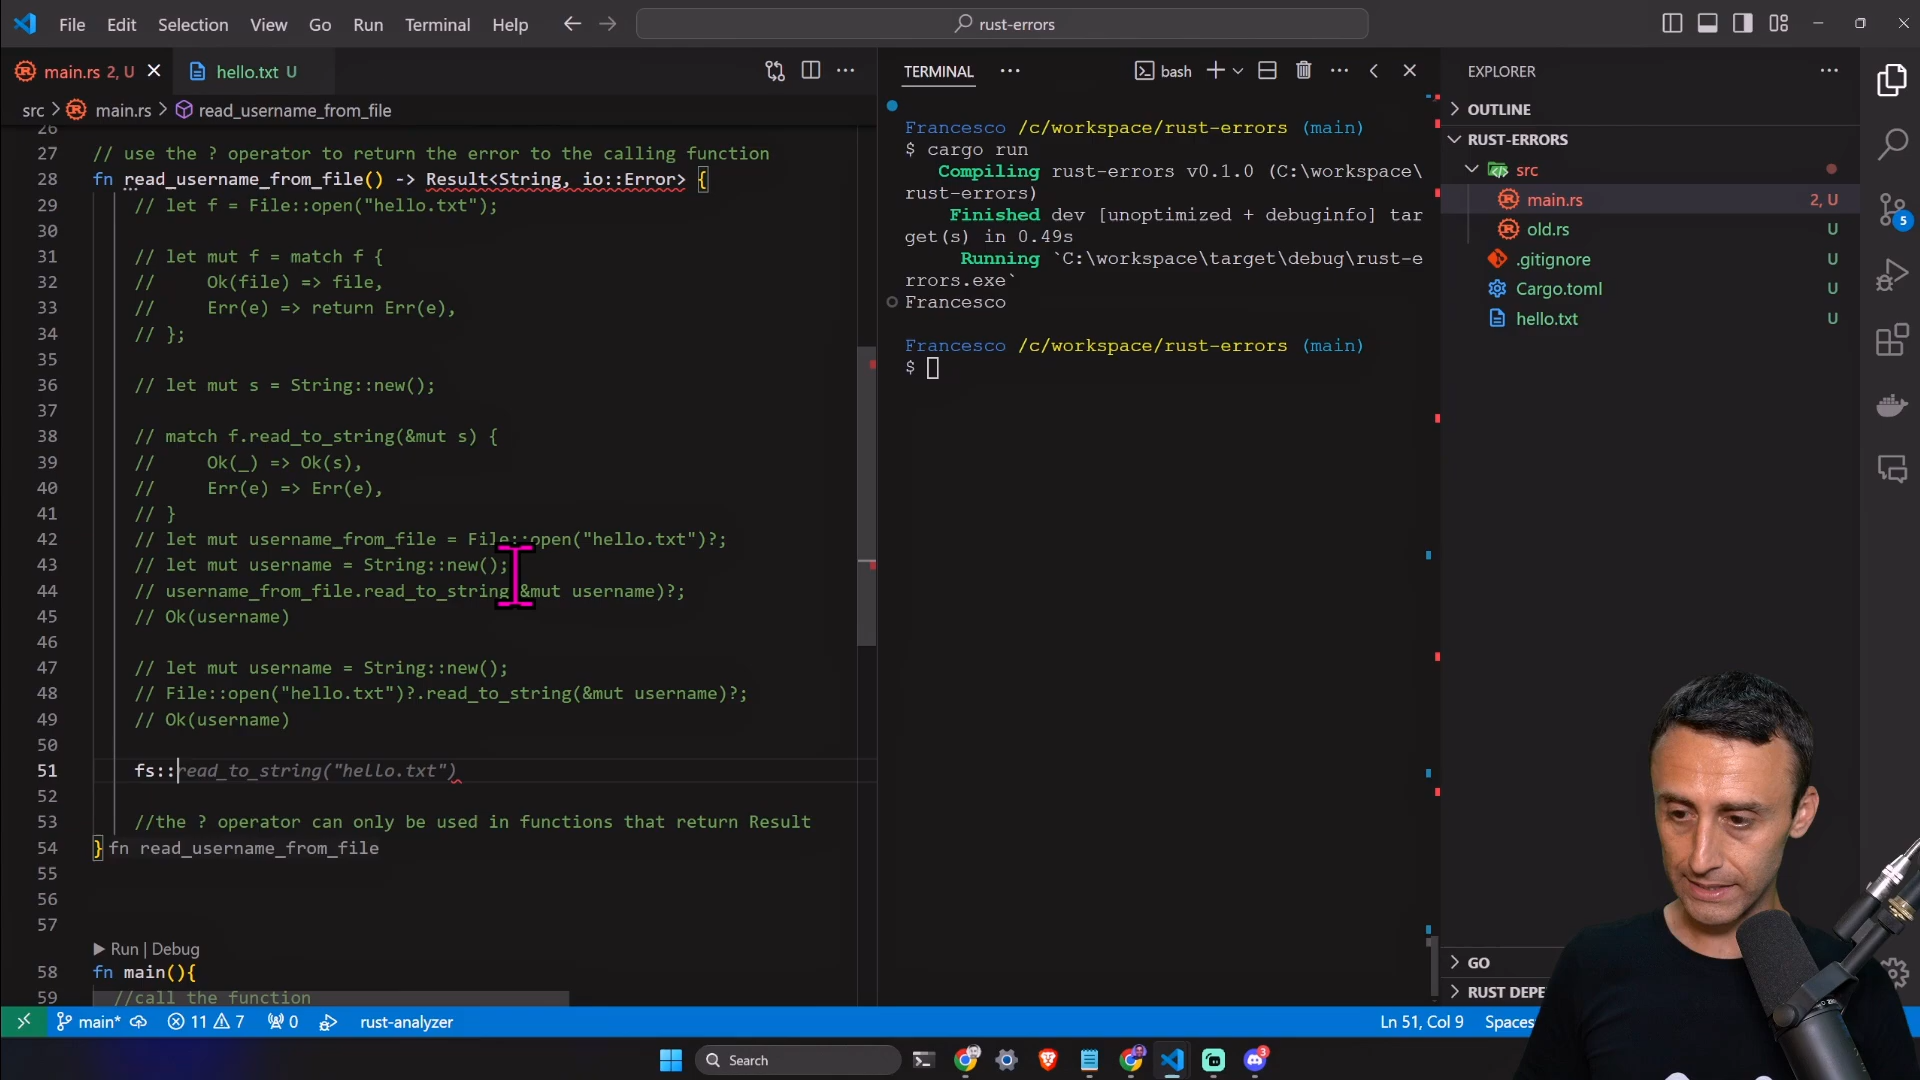 File Edit Selection View Go Run Terminal Help
rust-errors
main.rs 2, U
hello.txt U
src > main.rs > read_username_from_file
26
27 // use the ? operator to return the error to the calling function
28 fn read_username_from_file() -> Result<String, io::Error> {
29 // let f = File::open("hello.txt");
30
31 // let mut f = match f {
32 //     Ok(file) => file,
33 //     Err(e) => return Err(e),
34 // };
35
36 // let mut s = String::new();
37
38 // match f.read_to_string(&mut s) {
39 //     Ok(_) => Ok(s),
40 //     Err(e) => Err(e),
41 // }
42 // let mut username_from_file = File::open("hello.txt")?;
43 // let mut username = String::new();
44 // username_from_file.read_to_string(&mut username)?;
45 // Ok(username)
46
47 // let mut username = String::new();
48 // File::open("hello.txt")?.read_to_string(&mut username)?;
49 // Ok(username)
50
51 fs::read_to_string("hello.txt")
52
53 //the ? operator can only be used in functions that return Result
54 } fn read_username_from_file
55
56
57
Run | Debug
58 fn main(){
59 //call the function
TERMINAL
bash
Francesco /c/workspace/rust-errors (main)
$ cargo run
Compiling rust-errors v0.1.0 (C:\workspace\
rust-errors)
Finished dev [unoptimized + debuginfo] tar
get(s) in 0.49s
Running `C:\workspace\target\debug\rust-e
rrors.exe`
Francesco
Francesco /c/workspace/rust-errors (main)
$
EXPLORER
OUTLINE
RUST-ERRORS
src
main.rs 2, U
old.rs U
.gitignore U
Cargo.toml U
hello.txt U
GO
RUST DEPE
5
main* 11 7 0 rust-analyzer
Ln 51, Col 9 Spaces
Search
3